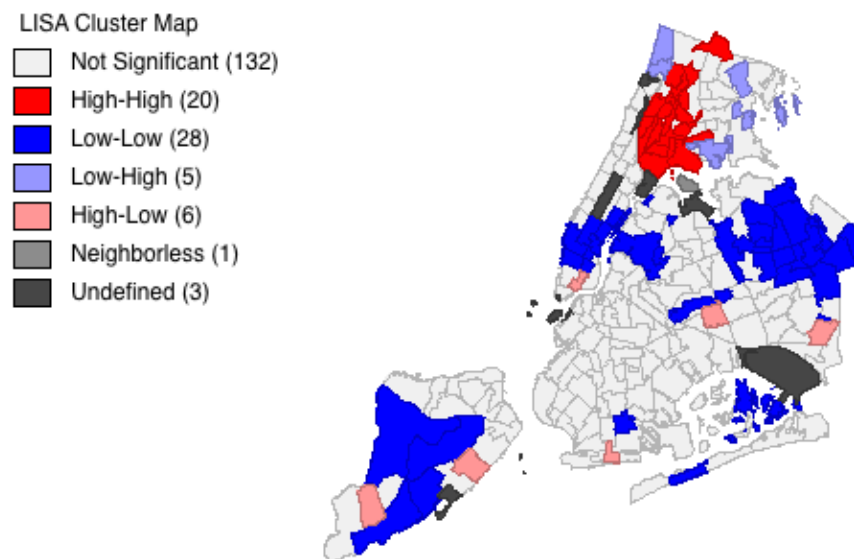 LISA Cluster Map
Not Significant (132)
High-High (20)
Low-Low (28)
Low-High (5)
High-Low (6)
Neighborless (1)
Undefined (3)